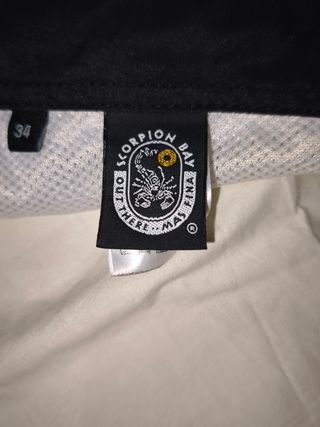 34
SCORPION BAY
OUT THERE·· MAS FINA
®